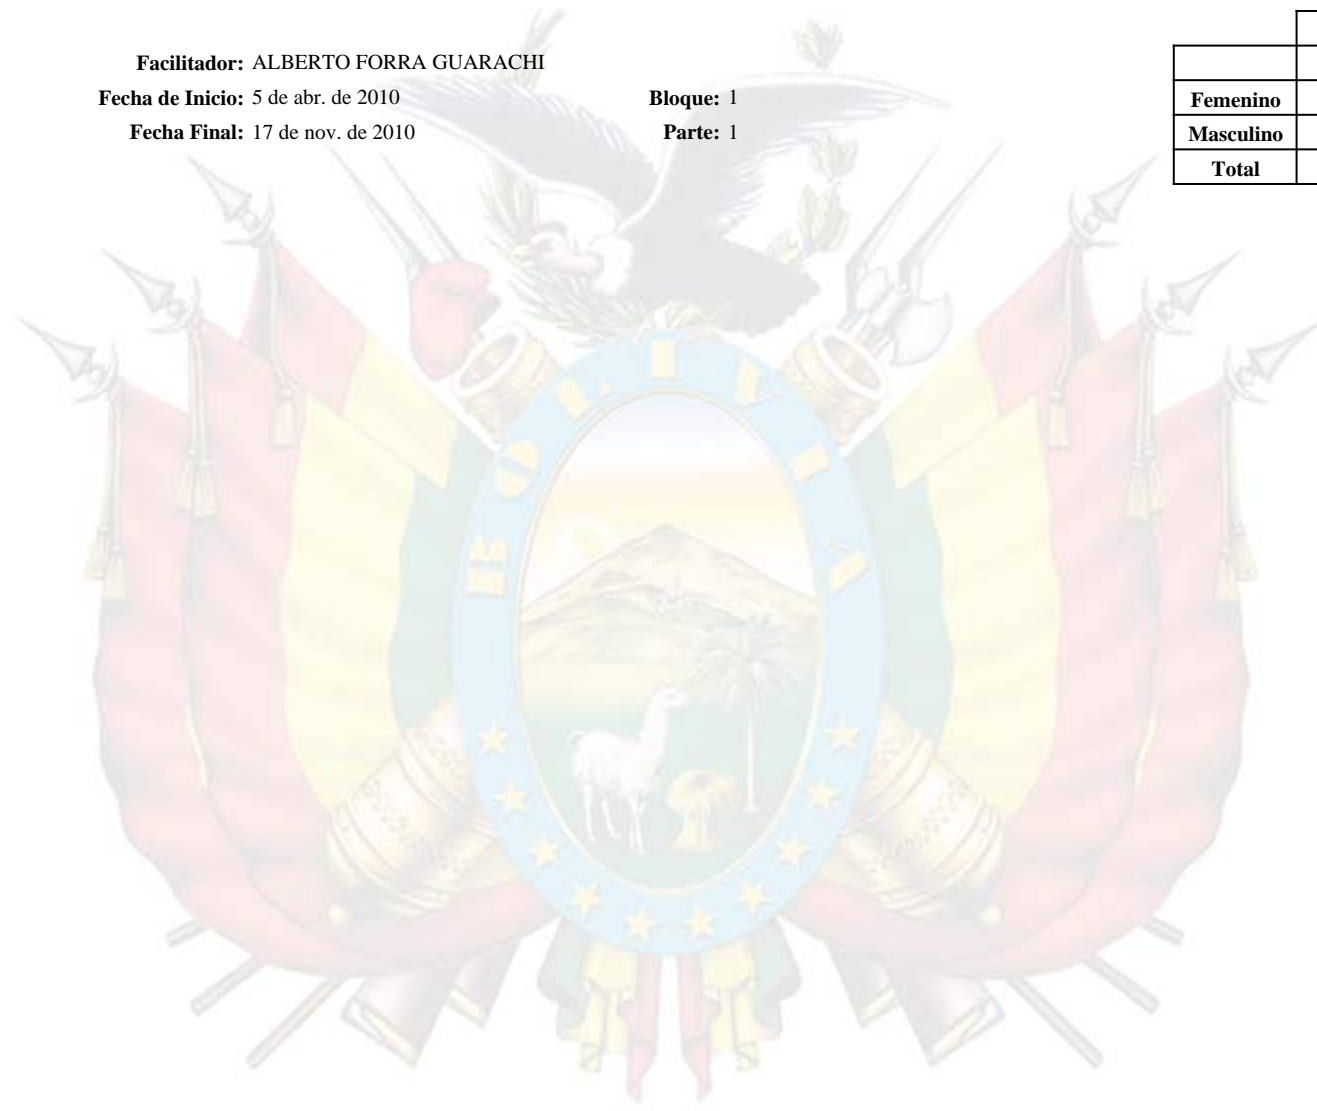 Facilitador: ALBERTO FORRA GUARACHI
Fecha de Inicio: 5 de abr. de 2010 Bloque: 1
Fecha Final: 17 de nov. de 2010 Parte: 1
Femenino
Masculino
Total
BOLIVIA